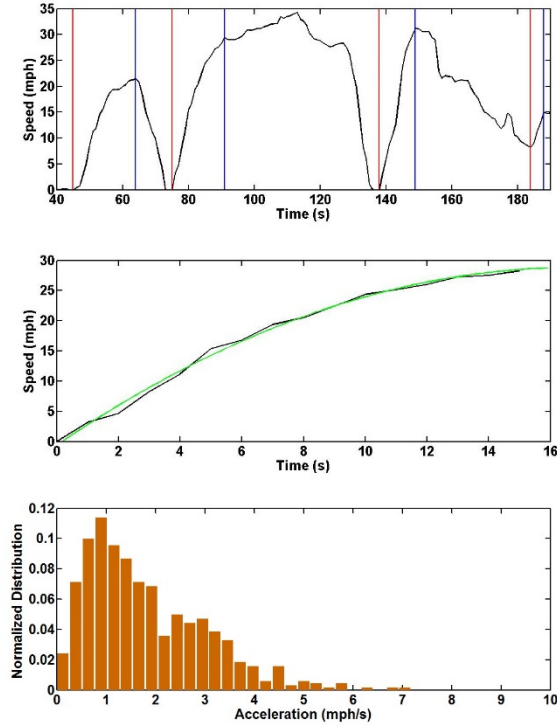 35
30
25
20
15
10
5
0
Speed (mph)
40 60 80 100 120 140 160 180
Time (s)
30
25
20
15
10
5
0
Speed (mph)
0 2 4 6 8 10 12 14 16
Time (s)
0.12
0.1
0.08
0.06
0.04
0.02
0
Normalized Distribution
0 1 2 3 4 5 6 7 8 9 10
Acceleration (mph/s)